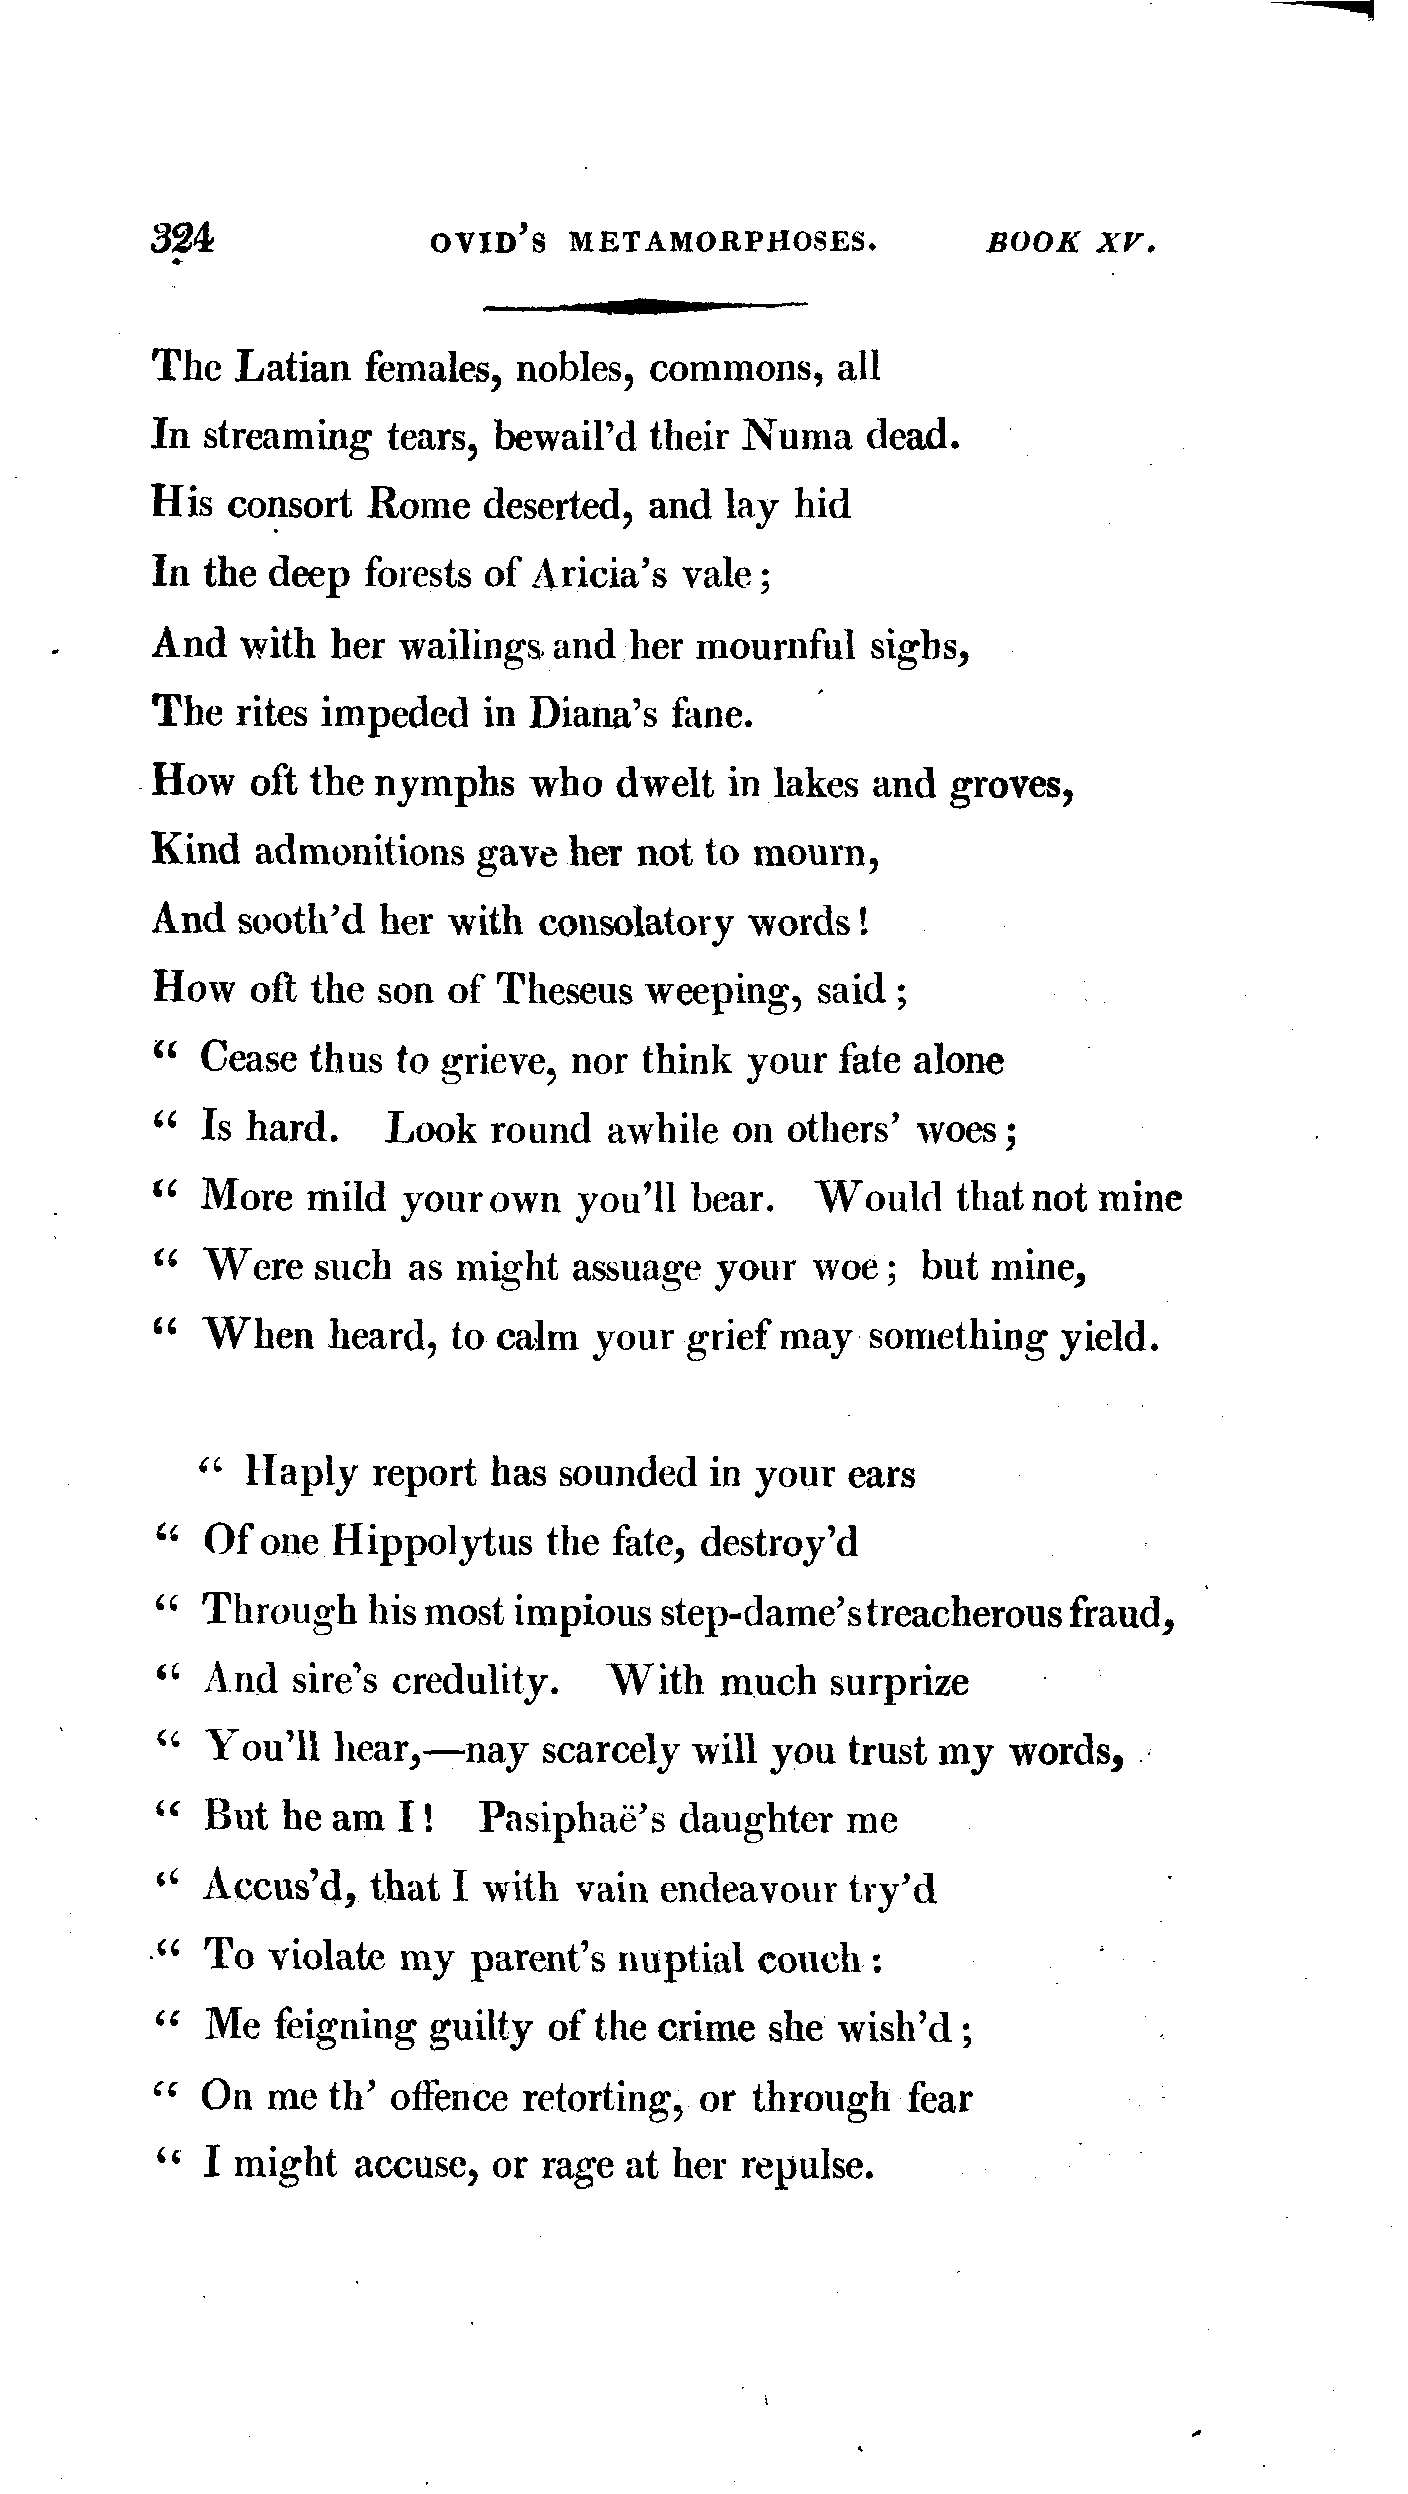 324 OVID'S METAMORPHOSES. BOOK XV.
The Latian females, nobles, commons, all
In streaming tears, bewail'd their Numa dead.
His consort Rome deserted, and lay hid
In the deep forests of Aricia's vale;
And with her wailings and her mournful sighs,
The rites impeded in Diana's fane.
How oft the nymphs who dwelt in lakes and groves,
Kind admonitions gave her not to mourn,
And sooth'd her with consolatory words!
How oft the son of Theseus weeping, said;
“ Cease thus to grieve, nor think your fate alone
“ Is hard. Look round awhile on others' woes;
“ More mild your own you'll bear. Would that not mine
“ Were such as might assuage your woe; but mine,
“ When heard, to calm your grief may something yield.
“ Haply report has sounded in your ears
“ Of one Hippolytus the fate, destroy'd
“ Through his most impious step-dame's treacherous fraud,
“ And sire's credulity. With much surprize
“ You'll hear,—nay scarcely will you trust my words,
“ But he am I! Pasiphaë's daughter me
“ Accus'd, that I with vain endeavour try'd
“ To violate my parent's nuptial couch:
“ Me feigning guilty of the crime she wish'd;
“ On me th' offence retorting, or through fear
“ I might accuse, or rage at her repulse.